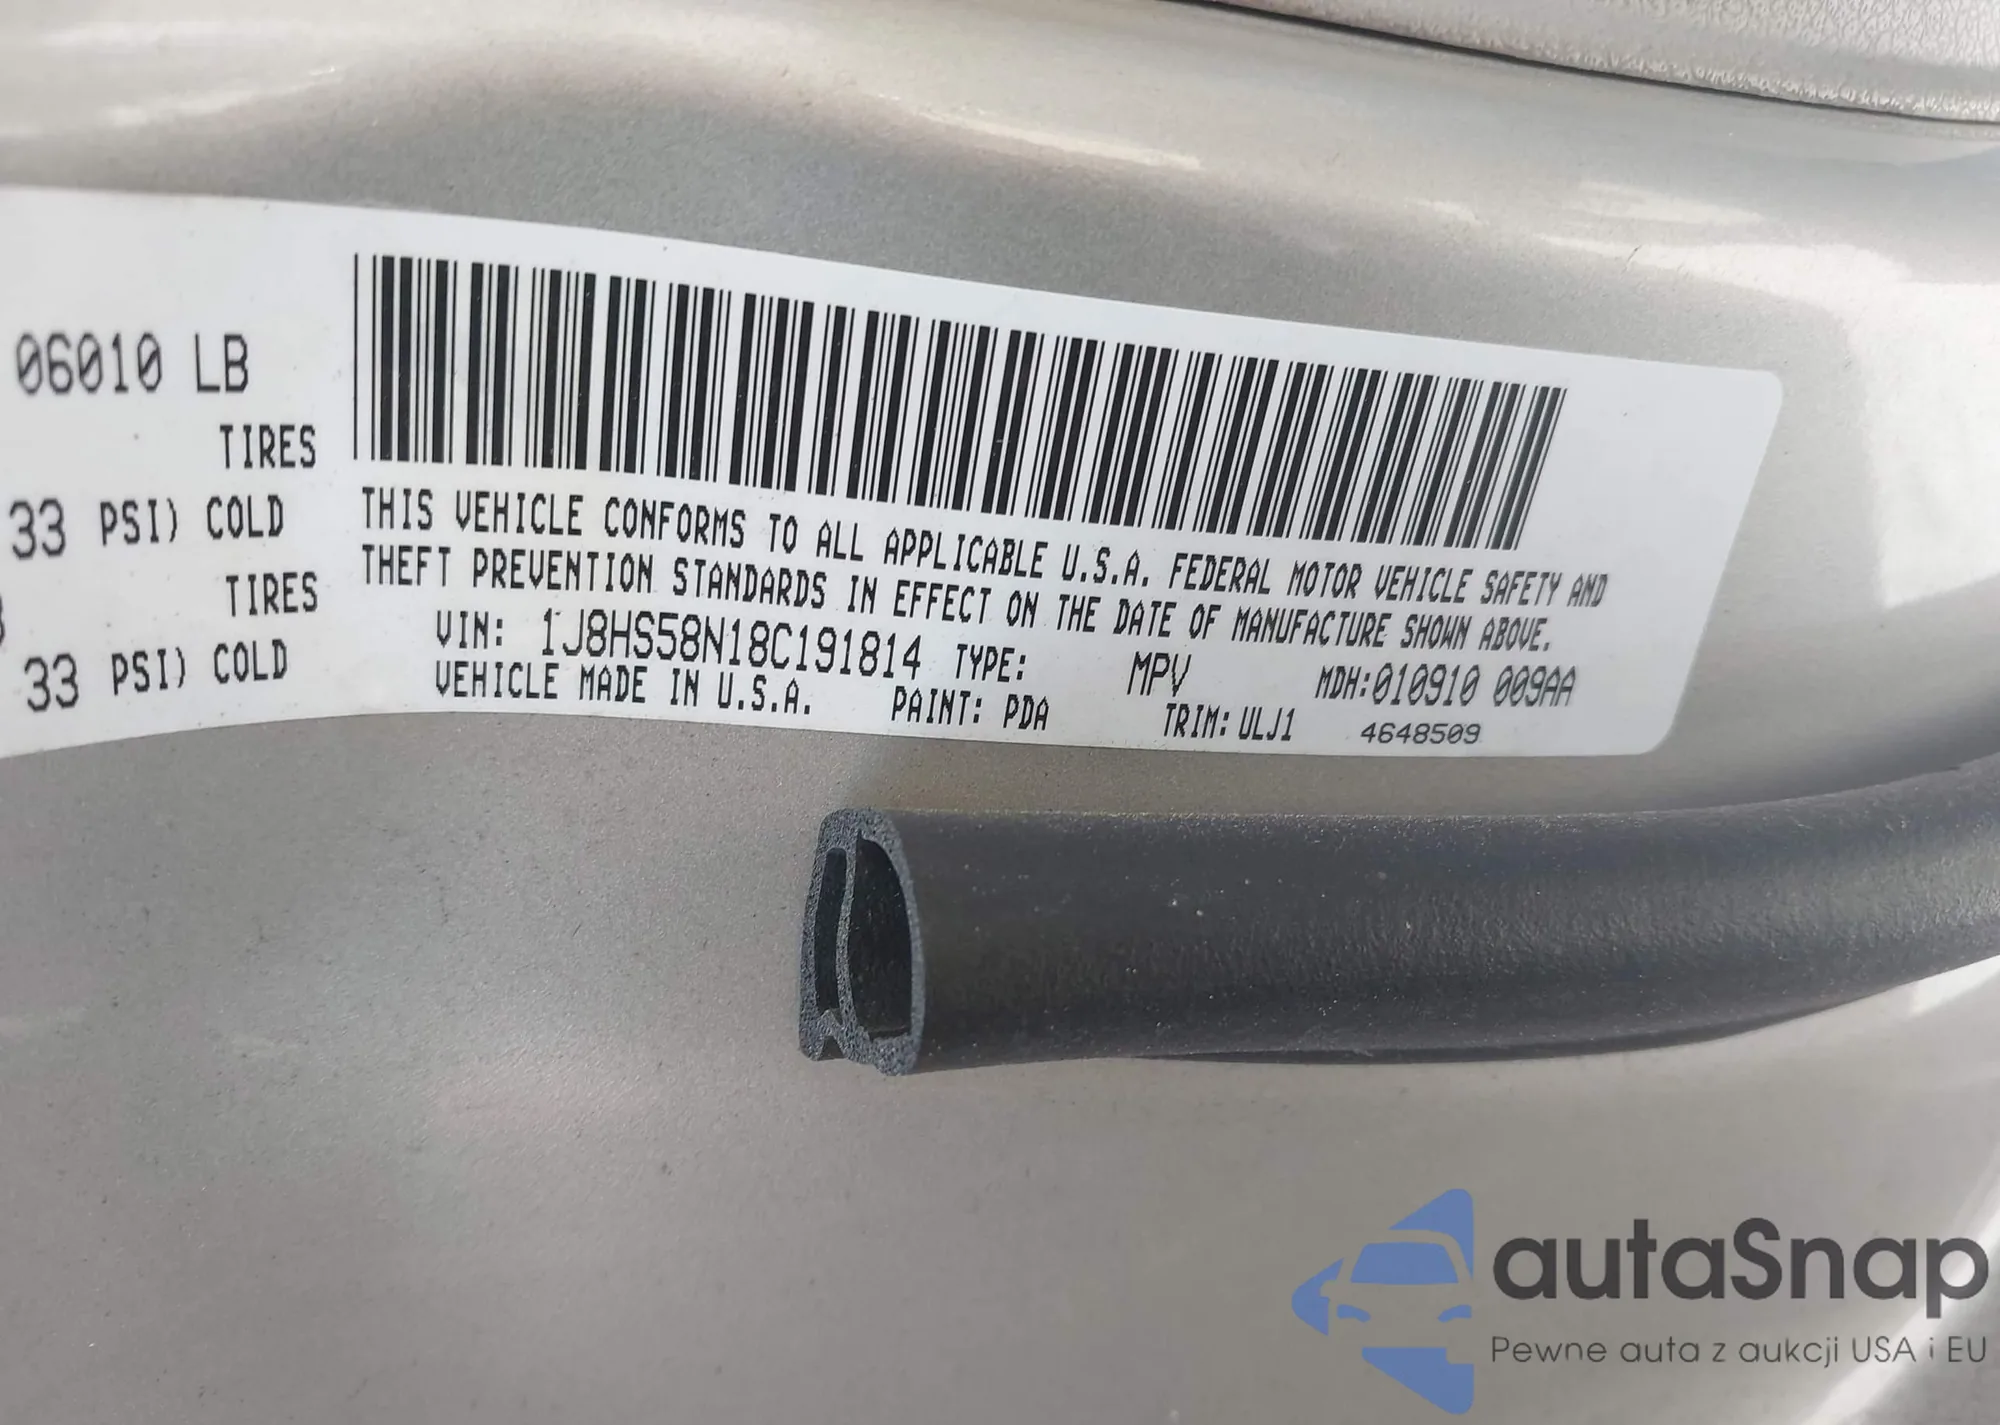 06010 LB
TIRES
33 PSI) COLD
TIRES
33 PSI) COLD
THIS VEHICLE CONFORMS TO ALL APPLICABLE U.S.A. FEDERAL MOTOR VEHICLE SAFETY AND
THEFT PREVENTION STANDARDS IN EFFECT ON THE DATE OF MANUFACTURE SHOWN ABOVE.
VIN: 1J8HS58N18C191814 TYPE: MPV MDH:010910 009AA
VEHICLE MADE IN U.S.A. PAINT: PDA TRIM: ULJ1 4648509
autaSnap
Pewne auta z aukcji USA i EU